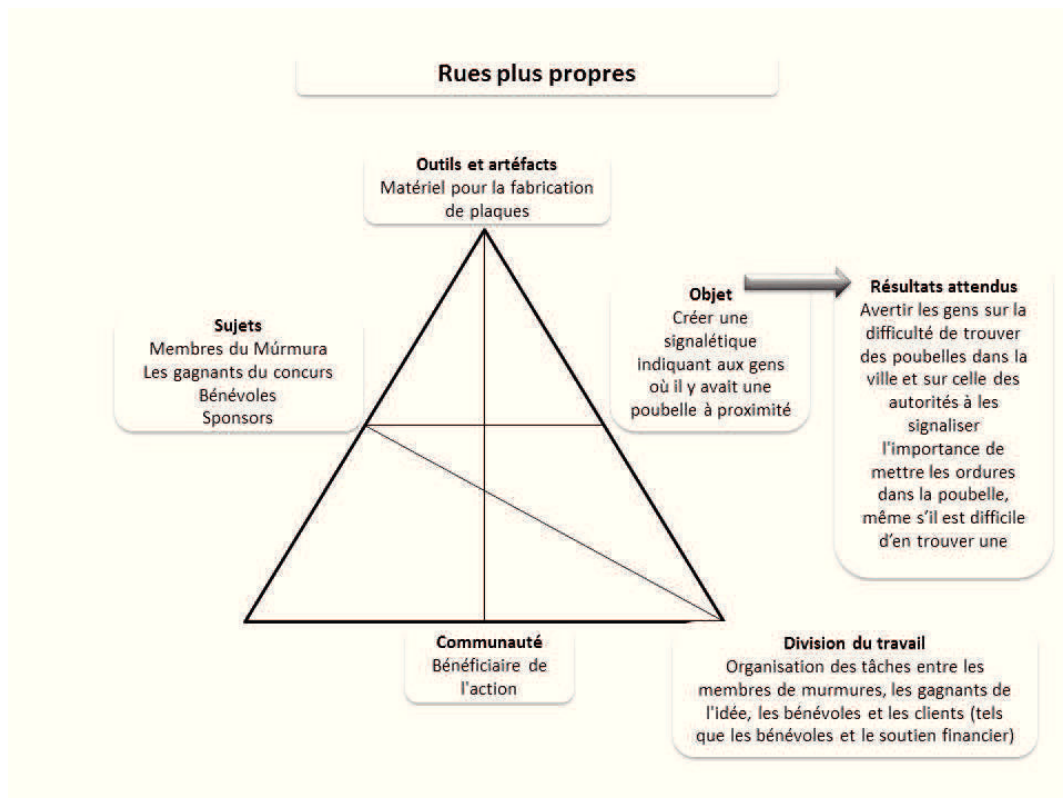 Rues plus propres
Outils et artéfacts
Matériel pour la fabrication
de plaques
Sujets
Membres du Múrmura
Les gagnants du concurs
Bénévoles
Sponsors
Objet
Créer une
signalétique
indiquant aux gens
où il y avait une
poubelle à proximité
Résultats attendus
Avertir les gens sur la
difficulté de trouver
des poubelles dans la
ville et sur celle des
autorités à les
signaliser
l'importance de
mettre les ordures
dans la poubelle,
même s'il est difficile
d'en trouver une
Communauté
Bénéficiaire de
l'action
Division du travail
Organisation des tâches entre les
membres de murmures, les gagnants de
l'idée, les bénévoles et les clients (tels
que les bénévoles et le soutien financier)